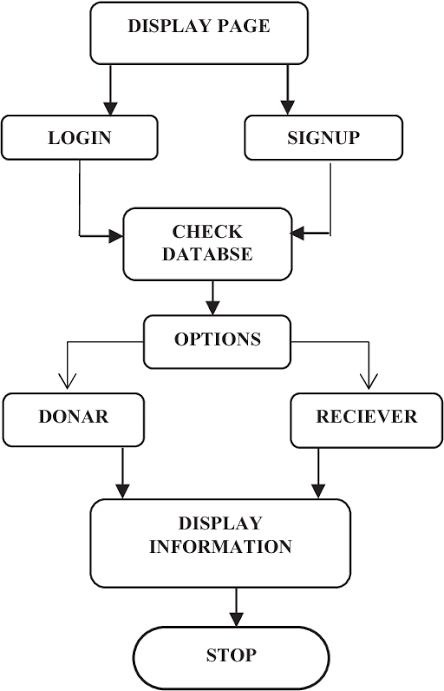 DISPLAY PAGE
LOGIN
SIGNUP
CHECK
DATABSE
OPTIONS
DONAR
RECIEVER
DISPLAY
INFORMATION
STOP